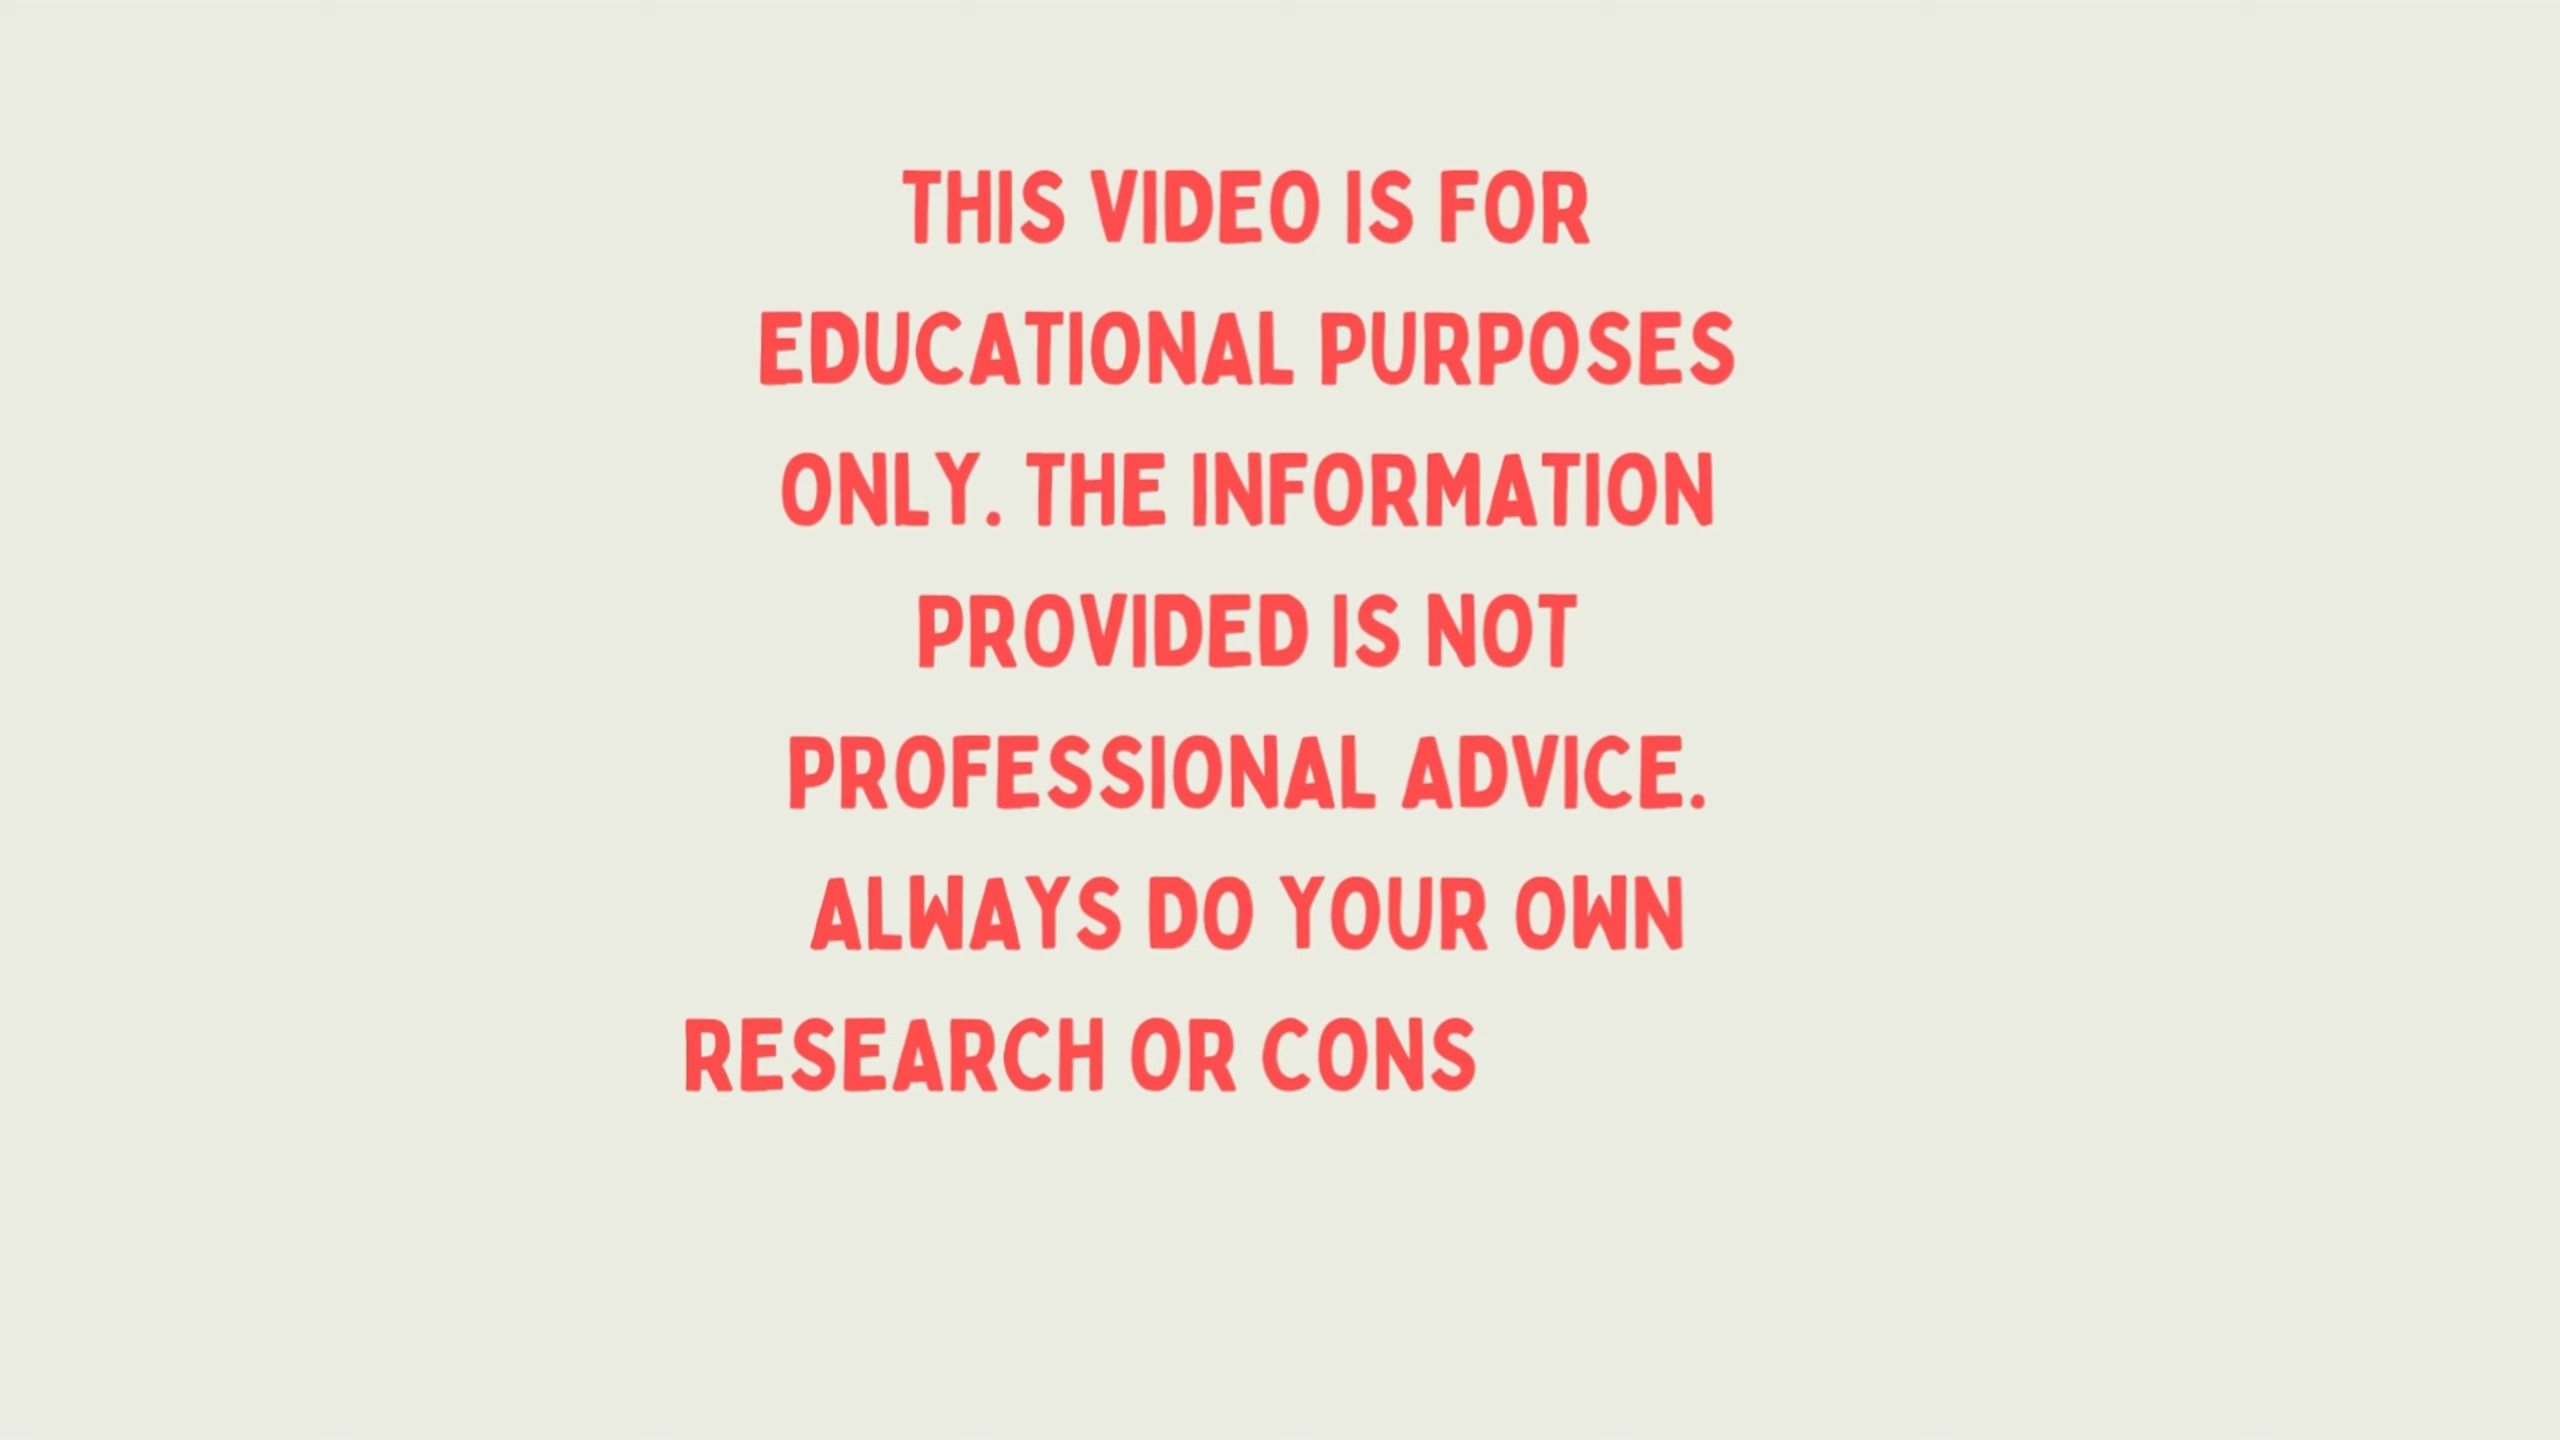 THIS VIDEO IS FOR
EDUCATIONAL PURPOSES
ONLY. THE INFORMATION
PROVIDED IS NOT
PROFESSIONAL ADVICE.
ALWAYS DO YOUR OWN
RESEARCH OR CONS